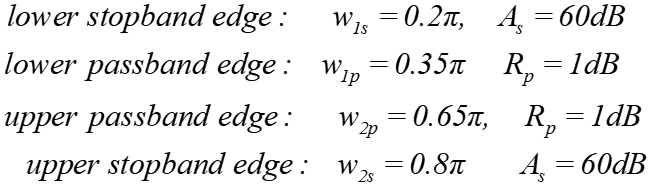 lower stopband edge : w1s = 0.2π, As = 60dB
lower passband edge : w1p = 0.35π Rp = 1dB
upper passband edge : w2p = 0.65π, Rp = 1dB
upper stopband edge : w2s = 0.8π As = 60dB